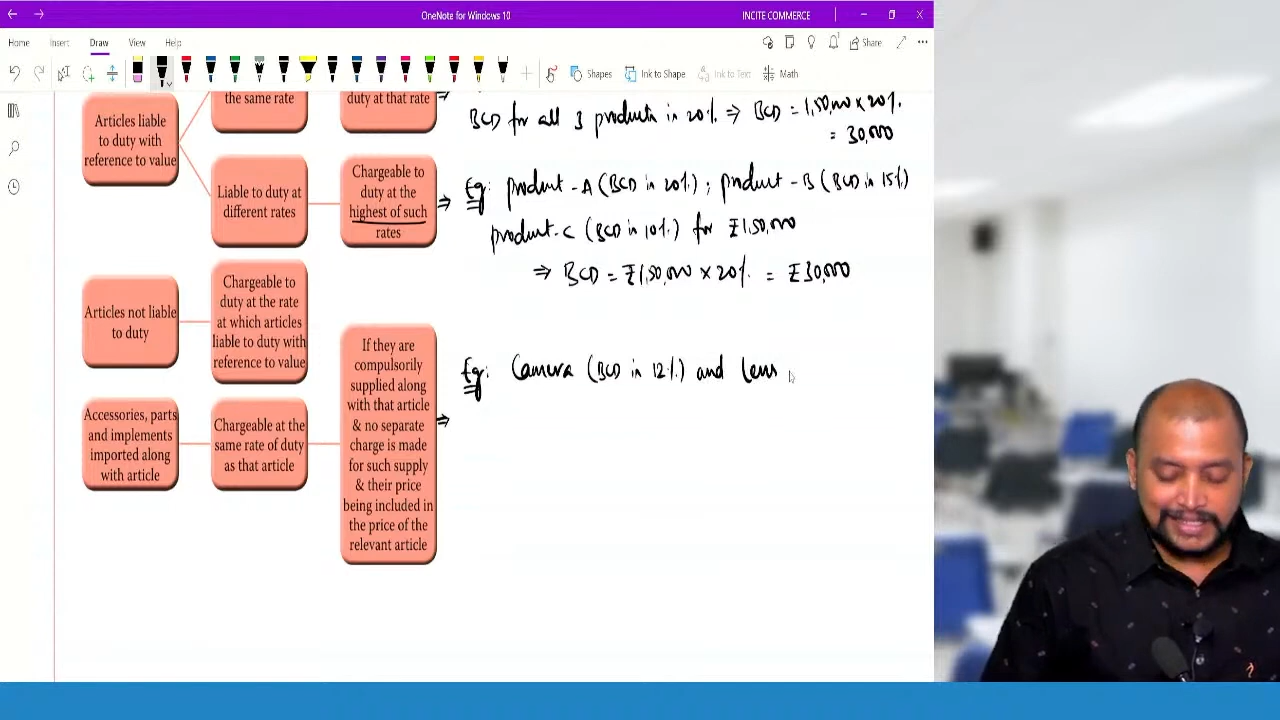 OneNote for Windows 10
INCITE COMMERCE
Home Insert Draw View Help
Share
Shapes Ink to Shape Ink to Text Math
the same rate
duty at that rate
Articles liable
to duty with
reference to value
BCD for all 3 products is 20% ⇒ BCD = 1,50,000 x 20%
= 30,000
Liable to duty at
different rates
Chargeable to
duty at the
highest of such
rates
⇒ Eg: product - A (BCD is 20%) ; product - B (BCD is 15%)
product - C (BCD is 10%) for ₹1,50,000
⇒ BCD = ₹1,50,000 x 20% = ₹30,000
Articles not liable
to duty
Chargeable to
duty at the rate
at which articles
liable to duty with
reference to value
Accessories, parts
and implements
imported along
with article
Chargeable at the
same rate of duty
as that article
If they are
compulsorily
supplied along
with that article
& no separate
charge is made
for such supply
& their price
being included in
the price of the
relevant article
⇒ Eg: Camera (BCD is 12%) and Lens